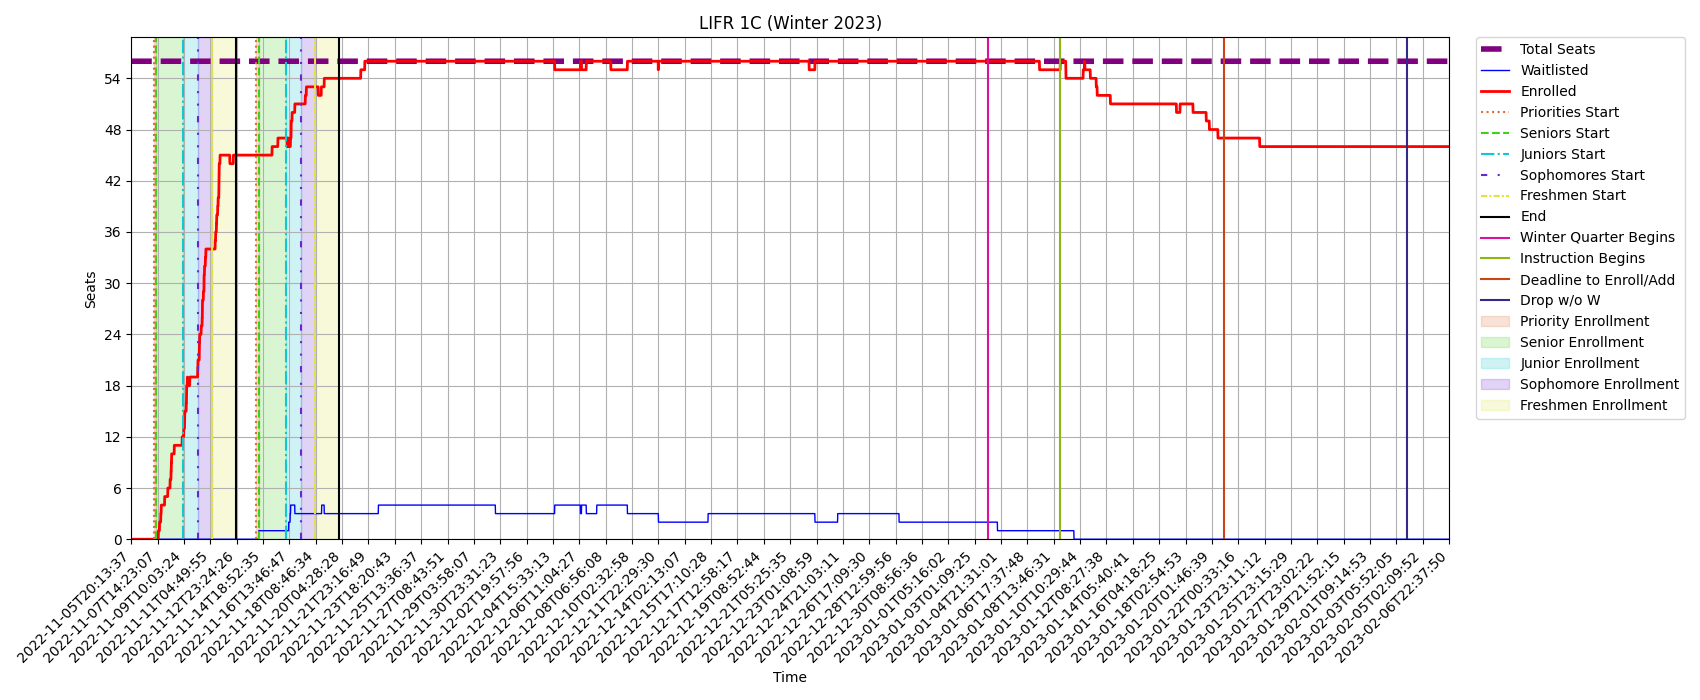 LIFR 1C (Winter 2023)
Seats
54
48
42
36
30
24
18
12
6
0
2022-11-05T20:13:37
2022-11-07T14:23:07
2022-11-09T10:03:24
2022-11-11T04:49:55
2022-11-12T23:24:26
2022-11-14T18:52:35
2022-11-16T13:46:47
2022-11-18T08:46:34
2022-11-20T04:28:28
2022-11-21T23:16:49
2022-11-23T18:20:43
2022-11-25T13:36:37
2022-11-27T08:43:51
2022-11-29T03:58:07
2022-11-30T23:31:23
2022-12-02T19:57:56
2022-12-04T15:33:13
2022-12-06T11:04:27
2022-12-08T06:56:08
2022-12-10T02:32:58
2022-12-11T22:29:30
2022-12-14T02:13:07
2022-12-15T17:10:28
2022-12-17T12:58:17
2022-12-19T08:52:44
2022-12-21T05:25:35
2022-12-23T01:08:59
2022-12-24T21:03:11
2022-12-26T17:09:30
2022-12-28T12:59:56
2022-12-30T08:56:36
2023-01-01T05:16:02
2023-01-03T01:09:25
2023-01-04T21:31:01
2023-01-06T17:37:48
2023-01-08T13:46:31
2023-01-10T10:29:44
2023-01-12T08:27:38
2023-01-14T05:40:41
2023-01-16T04:18:25
2023-01-18T02:54:53
2023-01-20T01:46:39
2023-01-22T00:33:16
2023-01-23T23:11:12
2023-01-25T23:15:29
2023-01-27T23:02:22
2023-01-29T21:52:15
2023-02-01T09:14:53
2023-02-03T05:52:05
2023-02-05T02:09:52
2023-02-06T22:37:50
Time
Total Seats
Waitlisted
Enrolled
Priorities Start
Seniors Start
Juniors Start
Sophomores Start
Freshmen Start
End
Winter Quarter Begins
Instruction Begins
Deadline to Enroll/Add
Drop w/o W
Priority Enrollment
Senior Enrollment
Junior Enrollment
Sophomore Enrollment
Freshmen Enrollment